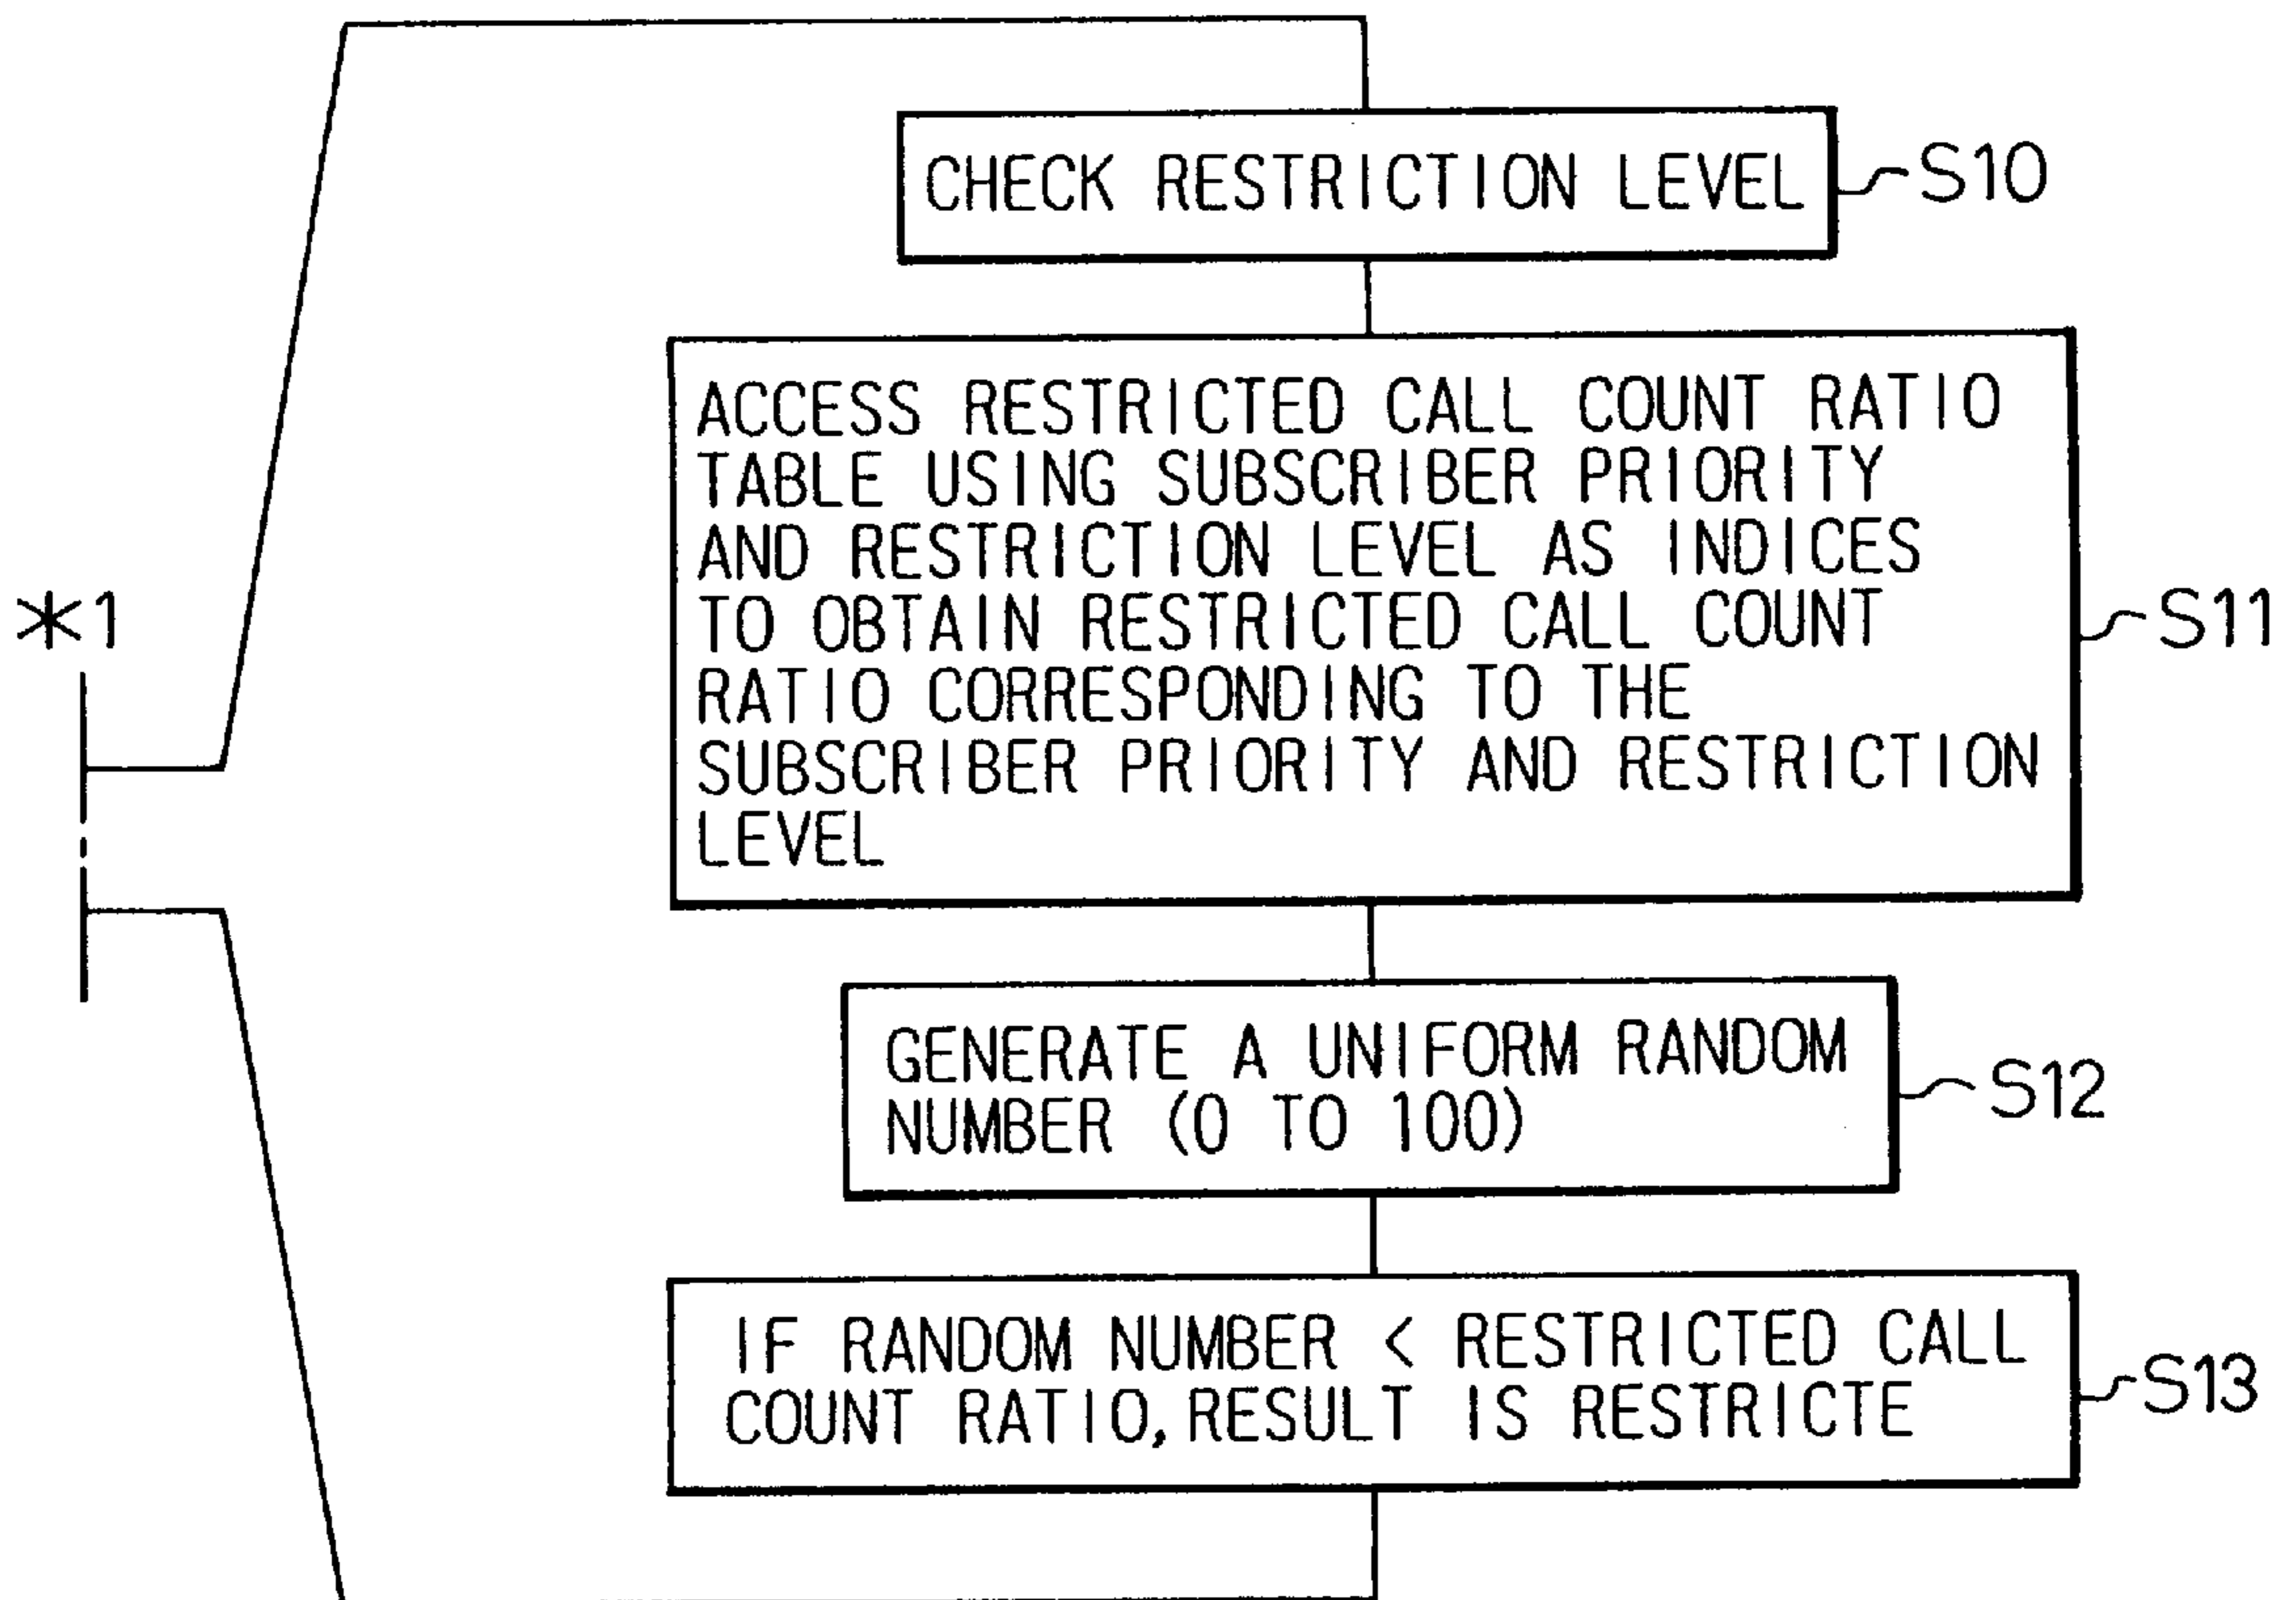 CHECK RESTRICTION LEVEL
S10
ACCESS RESTRICTED CALL COUNT RATIO
TABLE USING SUBSCRIBER PRIORITY
AND RESTRICTION LEVEL AS INDICES
TO OBTAIN RESTRICTED CALL COUNT
RATIO CORRESPONDING TO THE
SUBSCRIBER PRIORITY AND RESTRICTION
LEVEL
S11
*1
GENERATE A UNIFORM RANDOM
NUMBER (0 TO 100)
S12
IF RANDOM NUMBER < RESTRICTED CALL
COUNT RATIO, RESULT IS RESTRICTE
S13